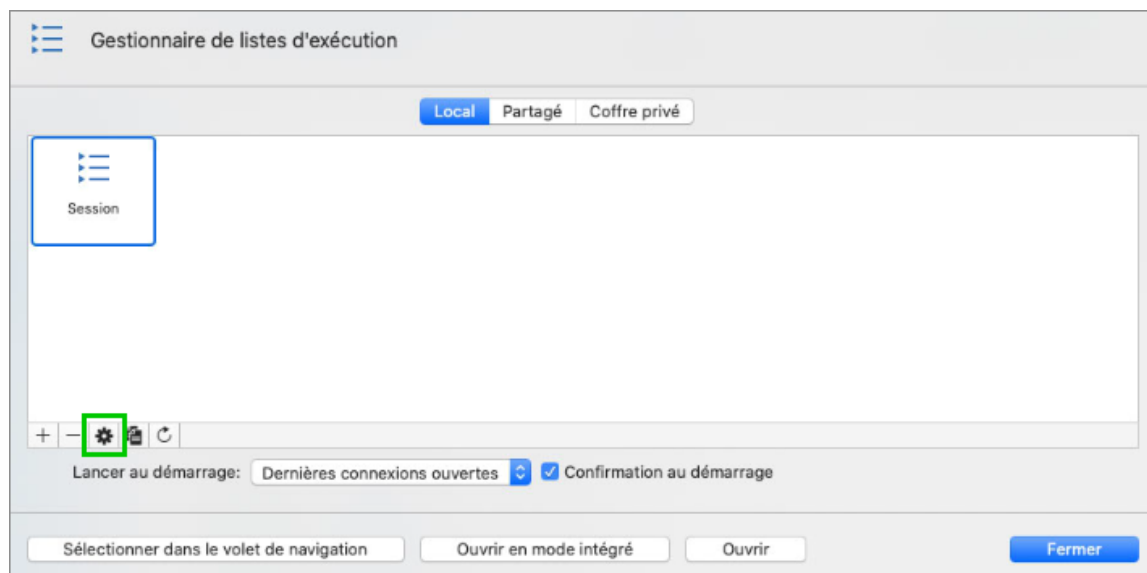 Gestionnaire de listes d'exécution
Local Partagé Coffre privé
Session
Lancer au démarrage: Dernières connexions ouvertes Confirmation au démarrage
Sélectionner dans le volet de navigation Ouvrir en mode intégré Ouvrir Fermer